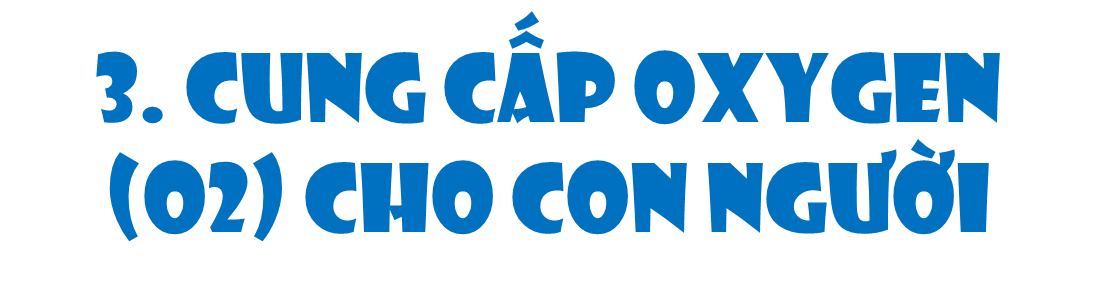 3. CUNG CẤP OXYGEN
(O2) CHO CON NGƯỜI